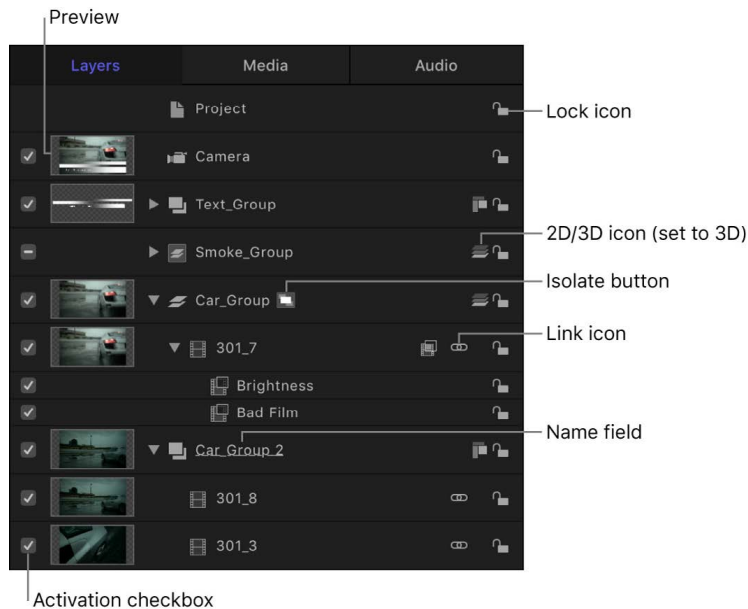 Preview
Layers Media Audio
Project
Lock icon
Camera
Text_Group
2D/3D icon (set to 3D)
Smoke_Group
Isolate button
Car_Group
Link icon
301_7
Brightness
Bad Film
Name field
Car_Group 2
301_8
301_3
Activation checkbox